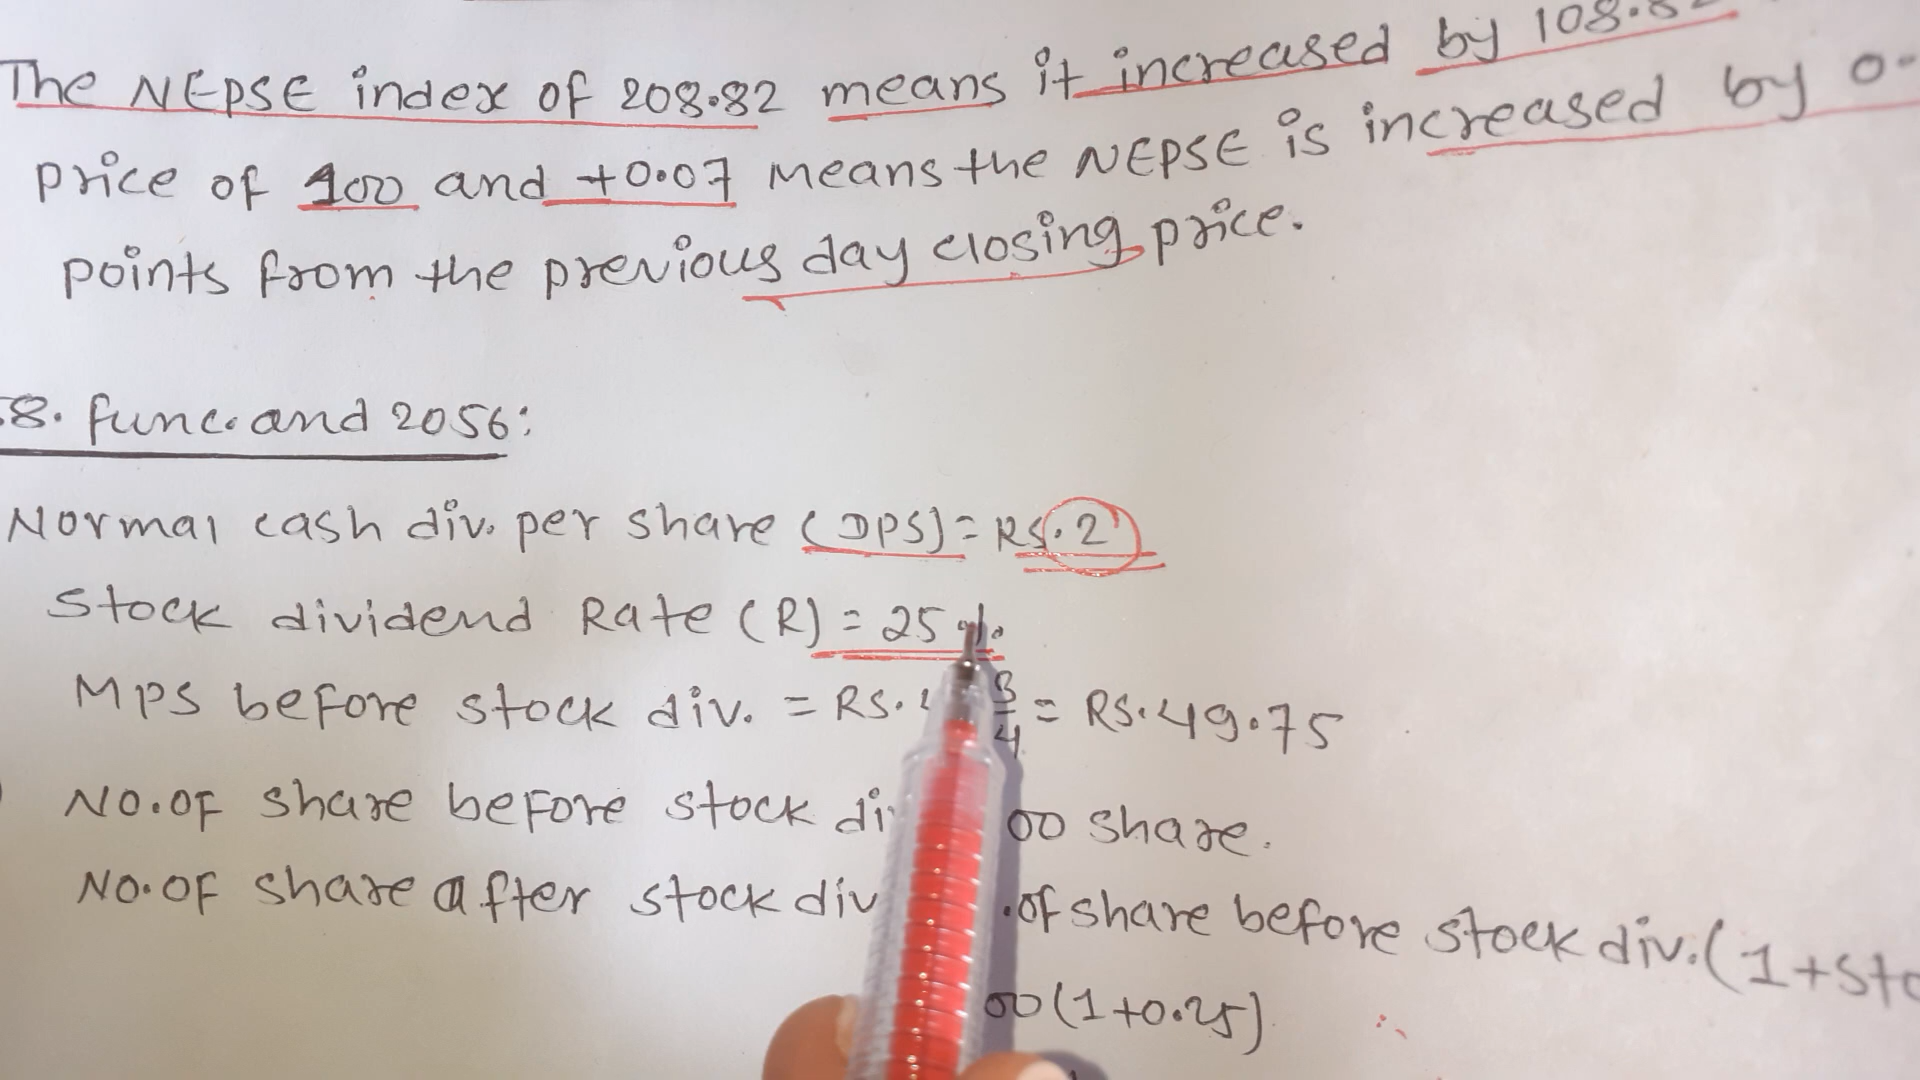 The NEPSE index of 208.82 means it increased by 108.8
price of 100 and +0.07 means the NEPSE is increased by 0.
points from the previous day closing price.
8. func. and 2056:
Normal cash div. per share (DPS) = RS. 2
Stock dividend Rate (R) = 25%
MPS before stock div. = RS. 3/4 = RS. 49.75
NO. OF share before stock di 00 share.
NO. OF share after stock div .of share before stock div. (1+sto
00 (1+0.25)